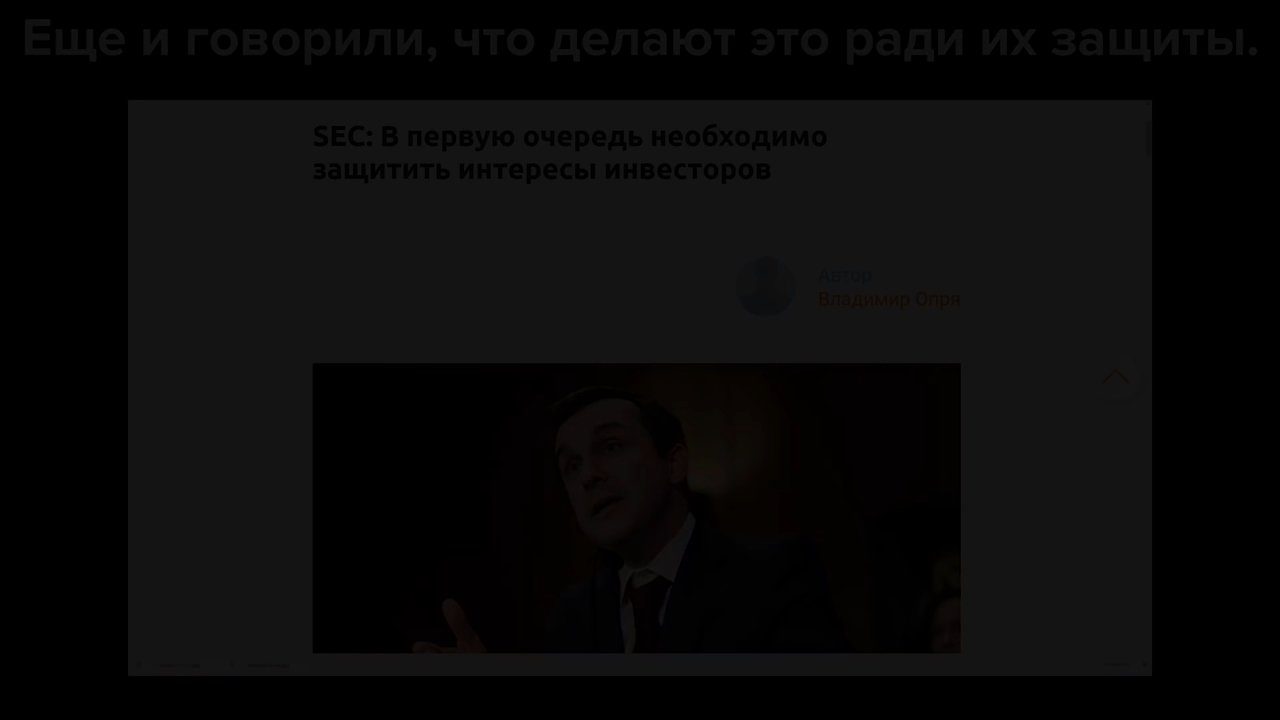 Еще и говорили, что делают это ради их защиты.
SEC: В первую очередь необходимо
защитить интересы инвесторов
Автор
Владимир Опря